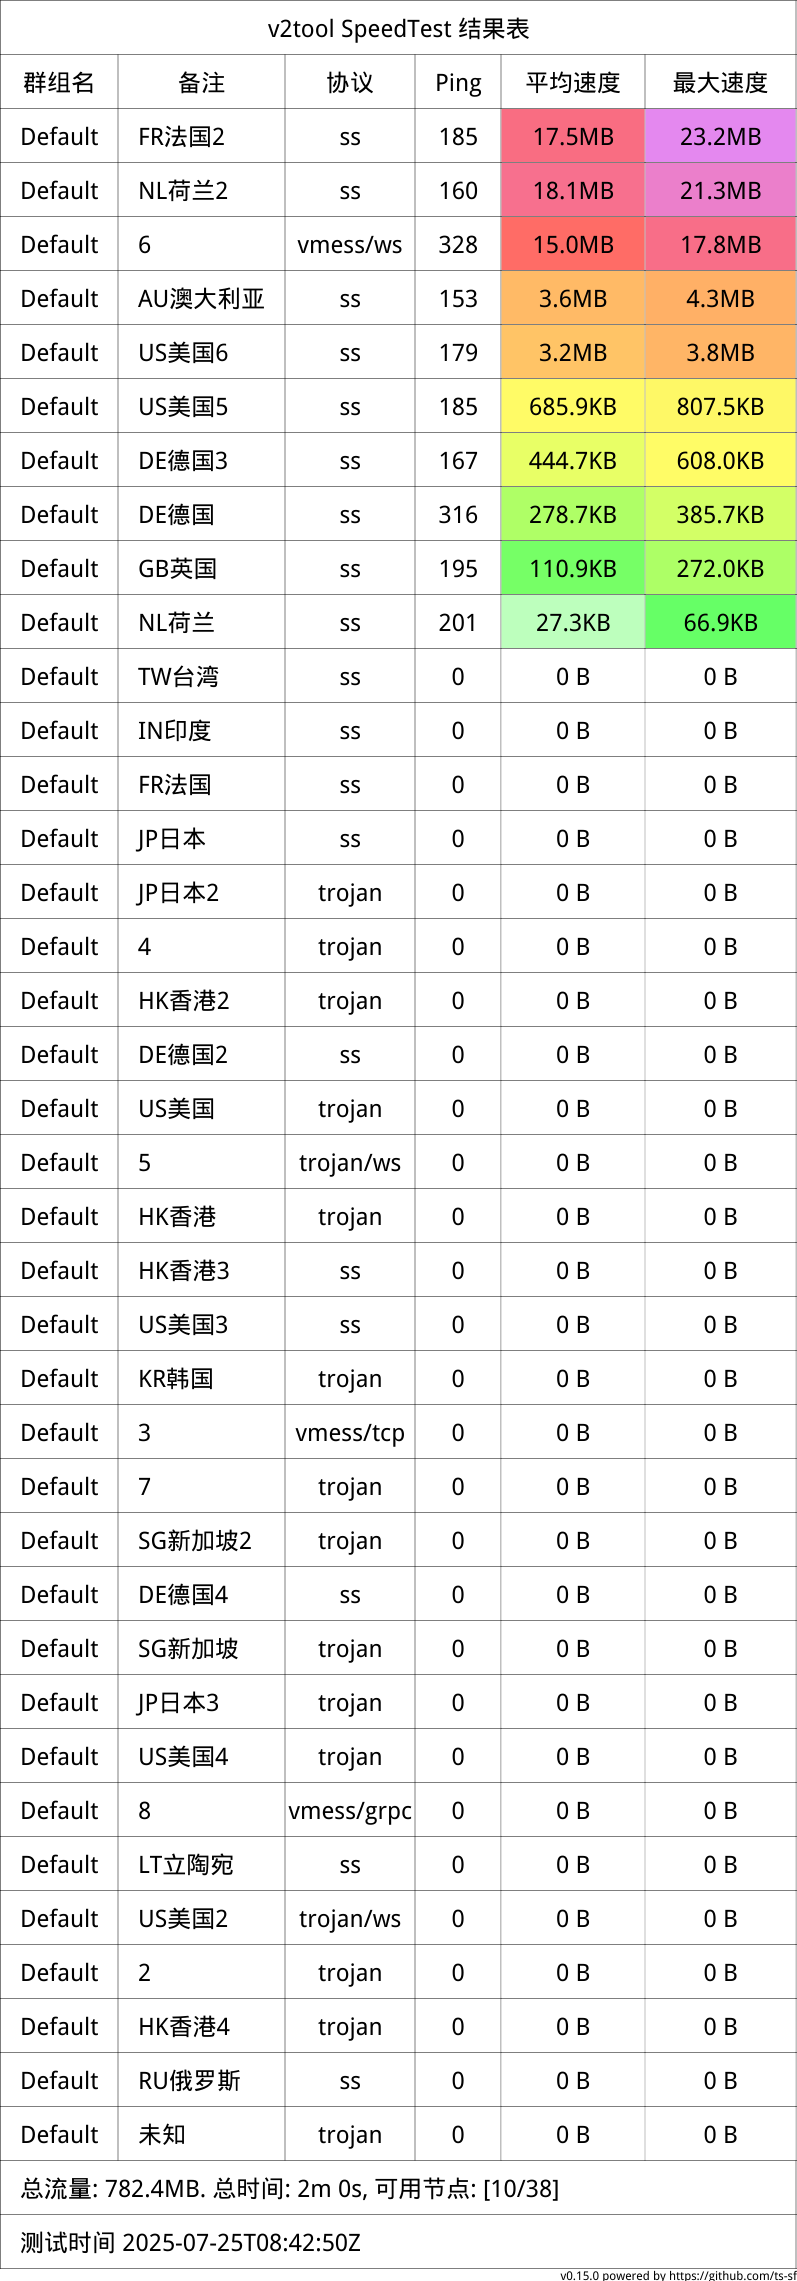 v2tool SpeedTest 结果表
群组名 备注 协议 Ping 平均速度 最大速度
Default FR法国2 ss 185 17.5MB 23.2MB
Default NL荷兰2 ss 160 18.1MB 21.3MB
Default 6 vmess/ws 328 15.0MB 17.8MB
Default AU澳大利亚 ss 153 3.6MB 4.3MB
Default US美国6 ss 179 3.2MB 3.8MB
Default US美国5 ss 185 685.9KB 807.5KB
Default DE德国3 ss 167 444.7KB 608.0KB
Default DE德国 ss 316 278.7KB 385.7KB
Default GB英国 ss 195 110.9KB 272.0KB
Default NL荷兰 ss 201 27.3KB 66.9KB
Default TW台湾 ss 0 0 B 0 B
Default IN印度 ss 0 0 B 0 B
Default FR法国 ss 0 0 B 0 B
Default JP日本 ss 0 0 B 0 B
Default JP日本2 trojan 0 0 B 0 B
Default 4 trojan 0 0 B 0 B
Default HK香港2 trojan 0 0 B 0 B
Default DE德国2 ss 0 0 B 0 B
Default US美国 trojan 0 0 B 0 B
Default 5 trojan/ws 0 0 B 0 B
Default HK香港 trojan 0 0 B 0 B
Default HK香港3 ss 0 0 B 0 B
Default US美国3 ss 0 0 B 0 B
Default KR韩国 trojan 0 0 B 0 B
Default 3 vmess/tcp 0 0 B 0 B
Default 7 trojan 0 0 B 0 B
Default SG新加坡2 trojan 0 0 B 0 B
Default DE德国4 ss 0 0 B 0 B
Default SG新加坡 trojan 0 0 B 0 B
Default JP日本3 trojan 0 0 B 0 B
Default US美国4 trojan 0 0 B 0 B
Default 8 vmess/grpc 0 0 B 0 B
Default LT立陶宛 ss 0 0 B 0 B
Default US美国2 trojan/ws 0 0 B 0 B
Default 2 trojan 0 0 B 0 B
Default HK香港4 trojan 0 0 B 0 B
Default RU俄罗斯 ss 0 0 B 0 B
Default 未知 trojan 0 0 B 0 B
总流量: 782.4MB. 总时间: 2m 0s, 可用节点: [10/38]
测试时间 2025-07-25T08:42:50Z
v0.15.0 powered by https://github.com/ts-sf